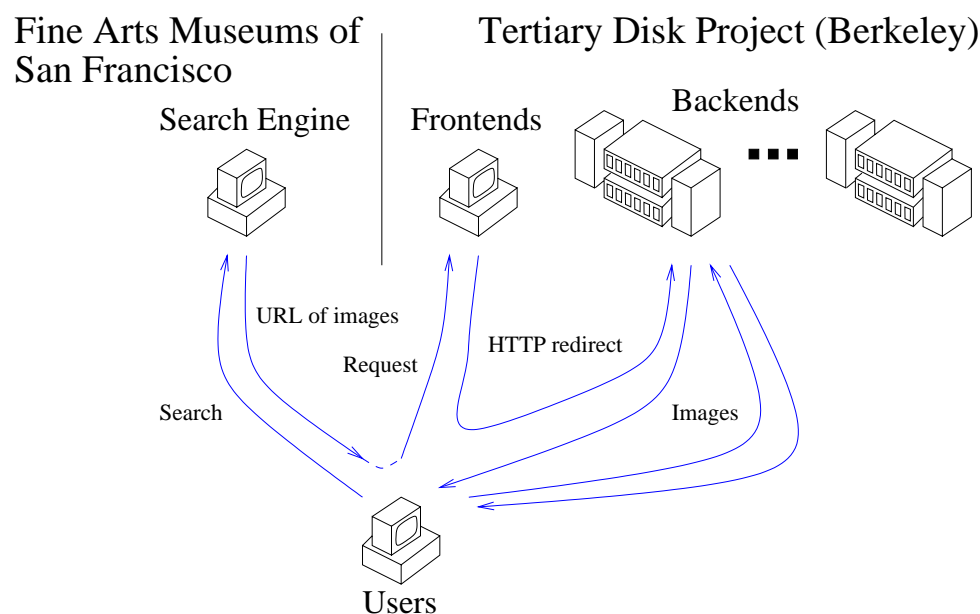 Fine Arts Museums of
San Francisco
Tertiary Disk Project (Berkeley)
Search Engine
Frontends
Backends
URL of images
Request
HTTP redirect
Search
Images
Users